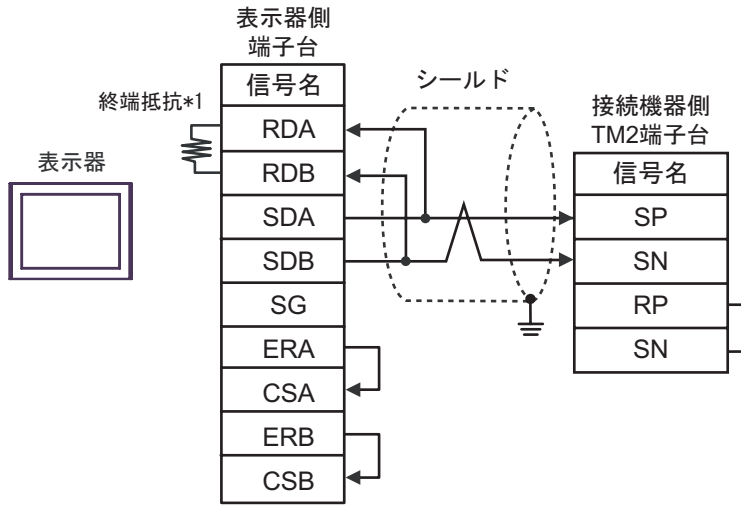 表示器側
端子台
信号名
RDA
RDB
SDA
SDB
SG
ERA
CSA
ERB
CSB
終端抵抗*1
表示器
シールド
接続機器側
TM2端子台
信号名
SP
SN
RP
SN